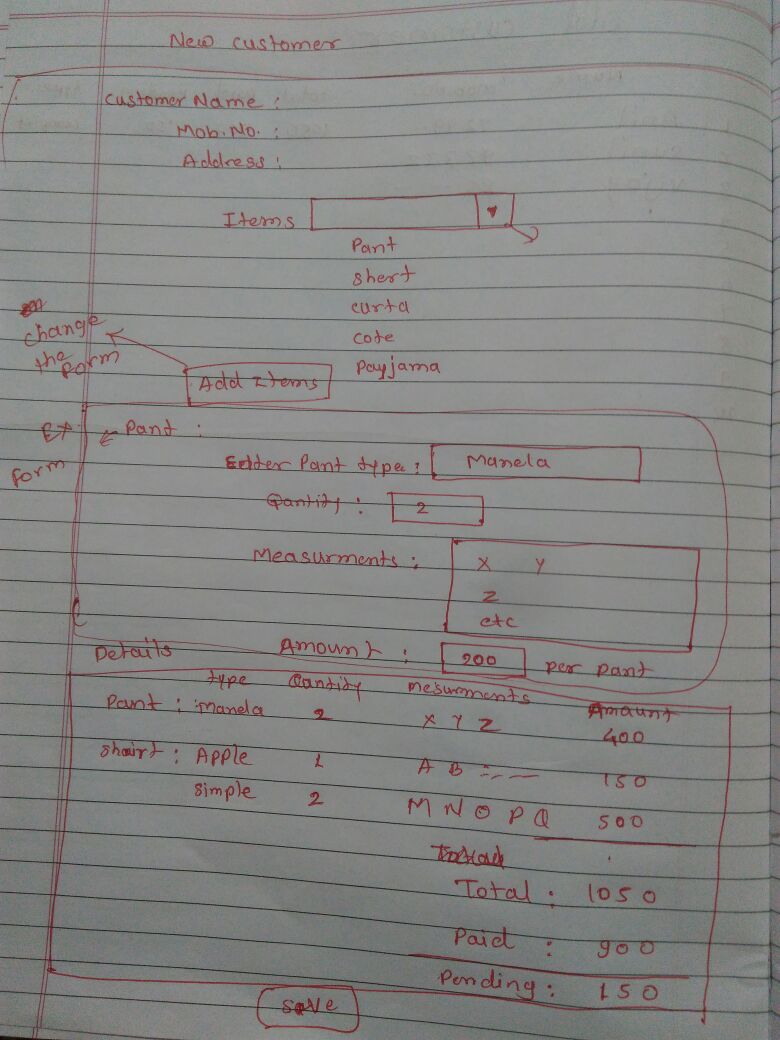 New customer
Customer Name :
Mob. No. :
Address :
Items
Pant
shert
curta
cote
Payjama
change
the Form
Add Items
Ex.
form
Pant :
Enter Pant type : Manela
Qantity : 2
Measurments : X Y
Z
etc
Amount : 200 per pant
Details
type Qantity mesurments Amaunt
Pant : Manela 2 X Y Z 400
shairt : Apple 1 A B :.-- 150
simple 2 M N O P Q 500
Total : 1050
Paid : 900
Pending : 150
save